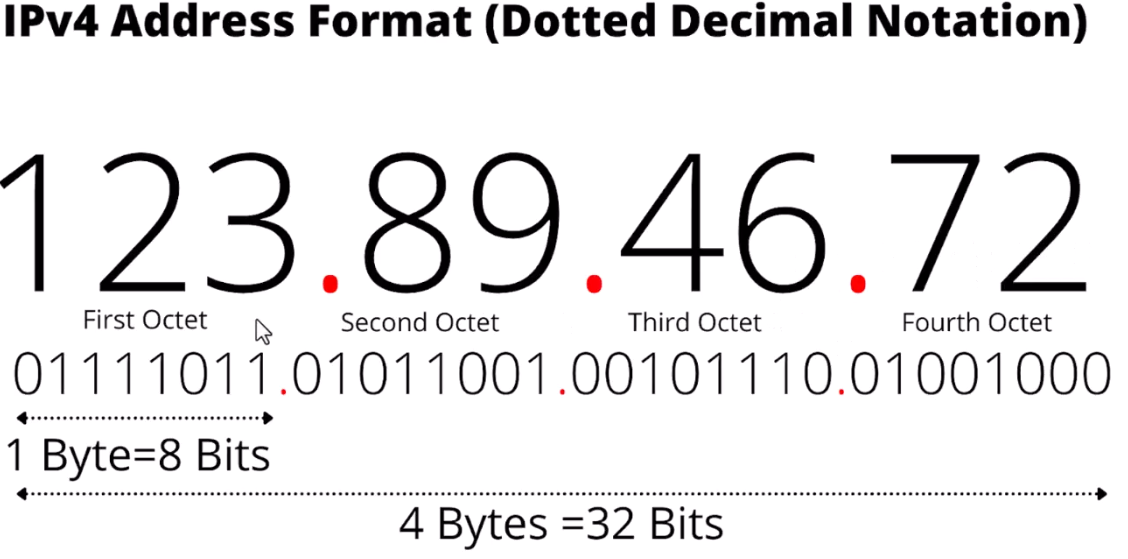 IPv4 Address Format (Dotted Decimal Notation)
123.89.46.72
First Octet Second Octet Third Octet Fourth Octet
01111011.01011001.00101110.01001000
1 Byte=8 Bits
4 Bytes =32 Bits